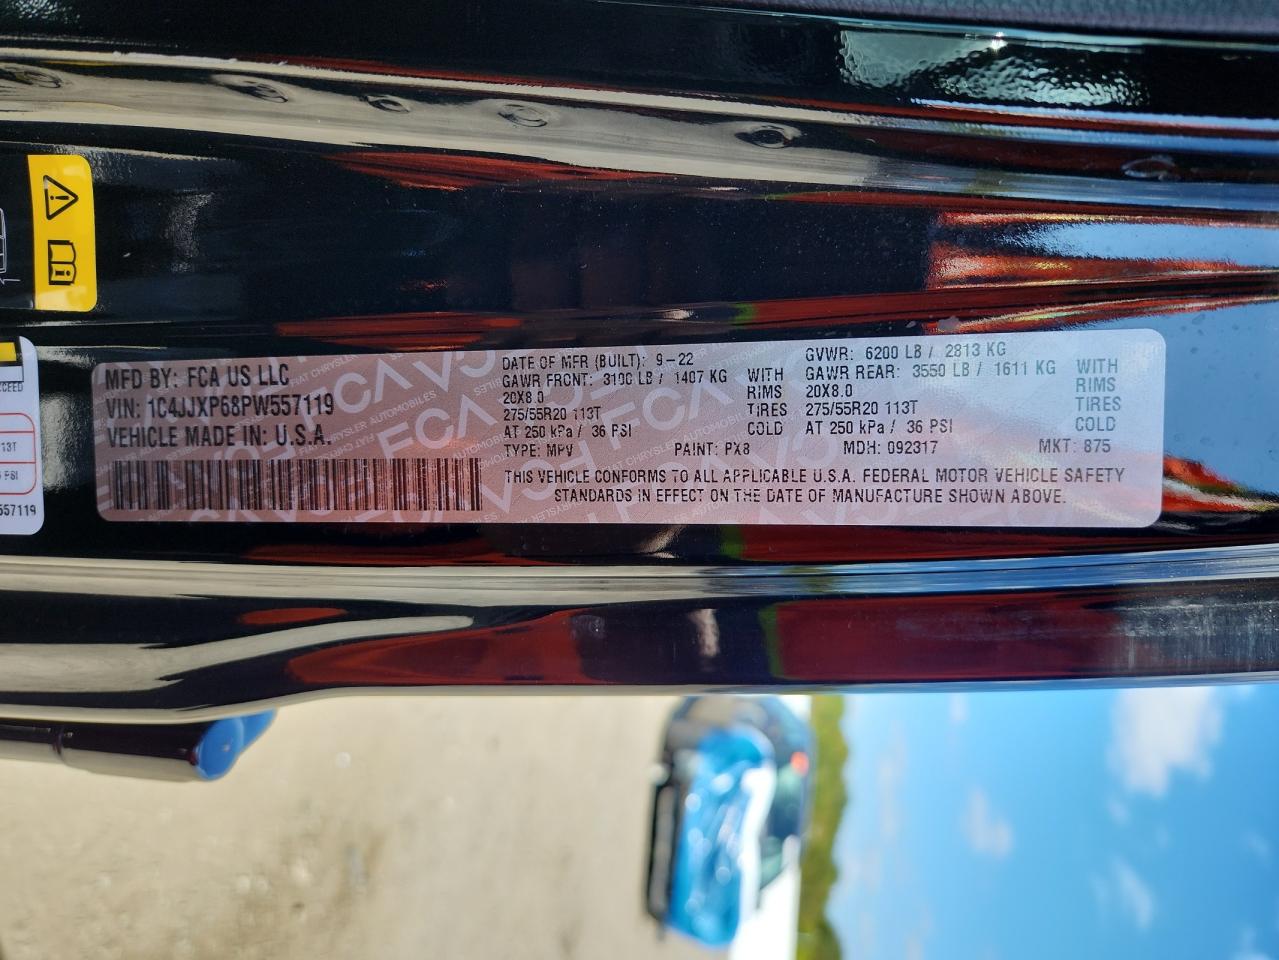 MFD BY: FCA US LLC
VIN: 1C4JJXP68PW557119
VEHICLE MADE IN: U.S.A.
DATE OF MFR (BUILT): 9-22
GAWR FRONT: 3100 LB / 1407 KG WITH
20X8.0 RIMS
275/55R20 113T TIRES
AT 250 kPa / 36 PSI COLD
GVWR: 6200 LB / 2813 KG
GAWR REAR: 3550 LB / 1611 KG WITH
20X8.0 RIMS
275/55R20 113T TIRES
AT 250 kPa / 36 PSI COLD
TYPE: MPV PAINT: PX8 MDH: 092317 MKT: 875
THIS VEHICLE CONFORMS TO ALL APPLICABLE U.S.A. FEDERAL MOTOR VEHICLE SAFETY
STANDARDS IN EFFECT ON THE DATE OF MANUFACTURE SHOWN ABOVE.
13T
PSI
557119